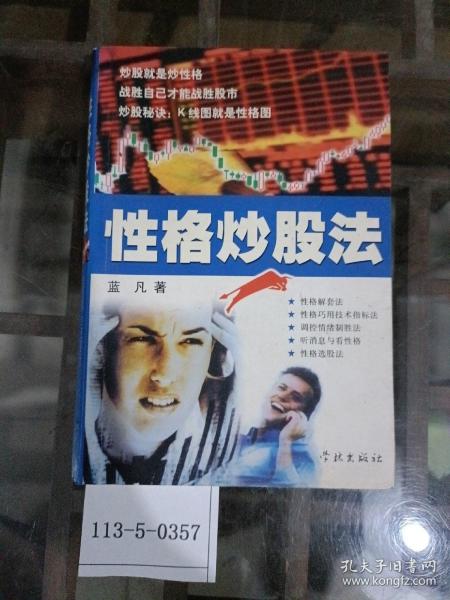 炒股就是炒性格
战胜自己才能战胜股市
炒股秘诀：K线图就是性格图
性格炒股法
蓝 凡 著
★ 性格解套法
★ 性格巧用技术指标法
★ 调控情绪制胜法
★ 听消息与看性格
★ 性格选股法
学林出版社
113-5-0357
孔夫子旧书网
www.kongfz.com